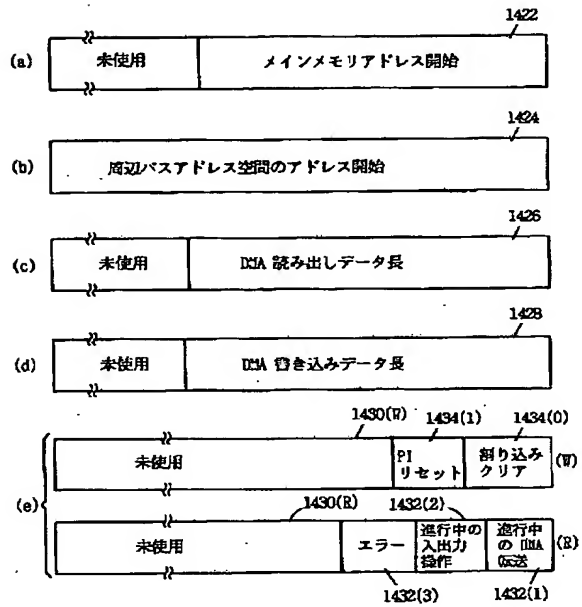 1422
(a) 未使用 メインメモリアドレス開始
1424
(b) 周辺バスアドレス空間のアドレス開始
1426
(c) 未使用 DMA 読み出しデータ長
1428
(d) 未使用 DMA 書き込みデータ長
1430(W) 1434(1) 1434(0)
(e) 未使用 PI リセット 割り込み クリア (W)
1430(R) 1432(2)
未使用 エラー 進行中の 入出力 操作 進行中 の DMA 転送 (R)
1432(3) 1432(1)